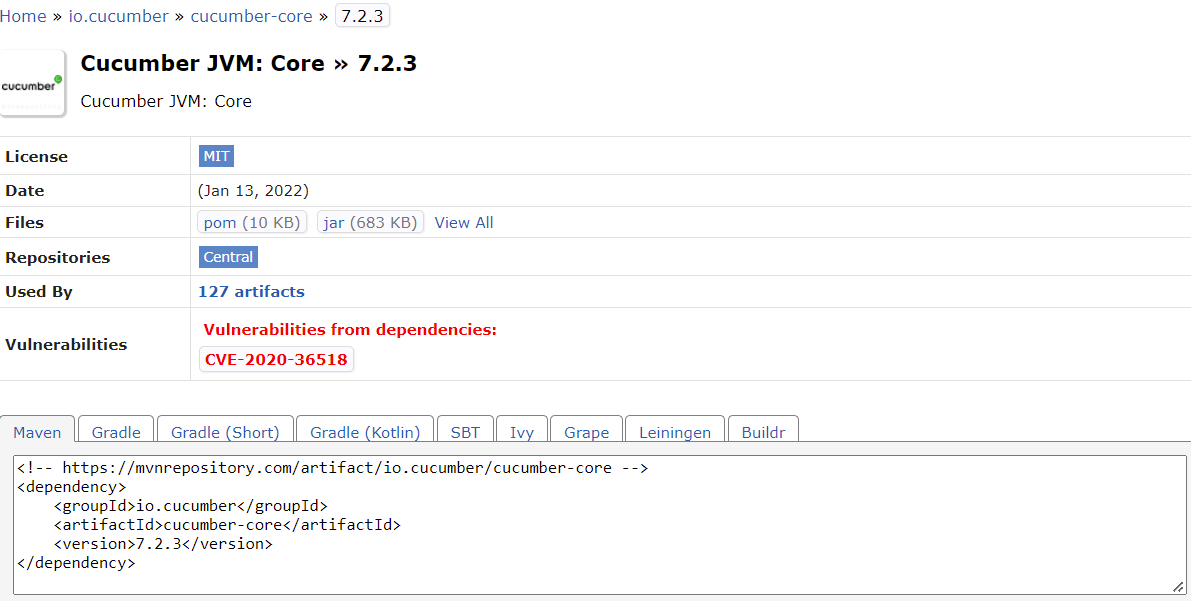 Home » io.cucumber » cucumber-core » 7.2.3
cucumber
Cucumber JVM: Core » 7.2.3
Cucumber JVM: Core
License MIT
Date (Jan 13, 2022)
Files pom (10 KB) jar (683 KB) View All
Repositories Central
Used By 127 artifacts
Vulnerabilities from dependencies:
Vulnerabilities
CVE-2020-36518
Maven Gradle Gradle (Short) Gradle (Kotlin) SBT Ivy Grape Leiningen Buildr
<!-- https://mvnrepository.com/artifact/io.cucumber/cucumber-core -->
<dependency>
    <groupId>io.cucumber</groupId>
    <artifactId>cucumber-core</artifactId>
    <version>7.2.3</version>
</dependency>